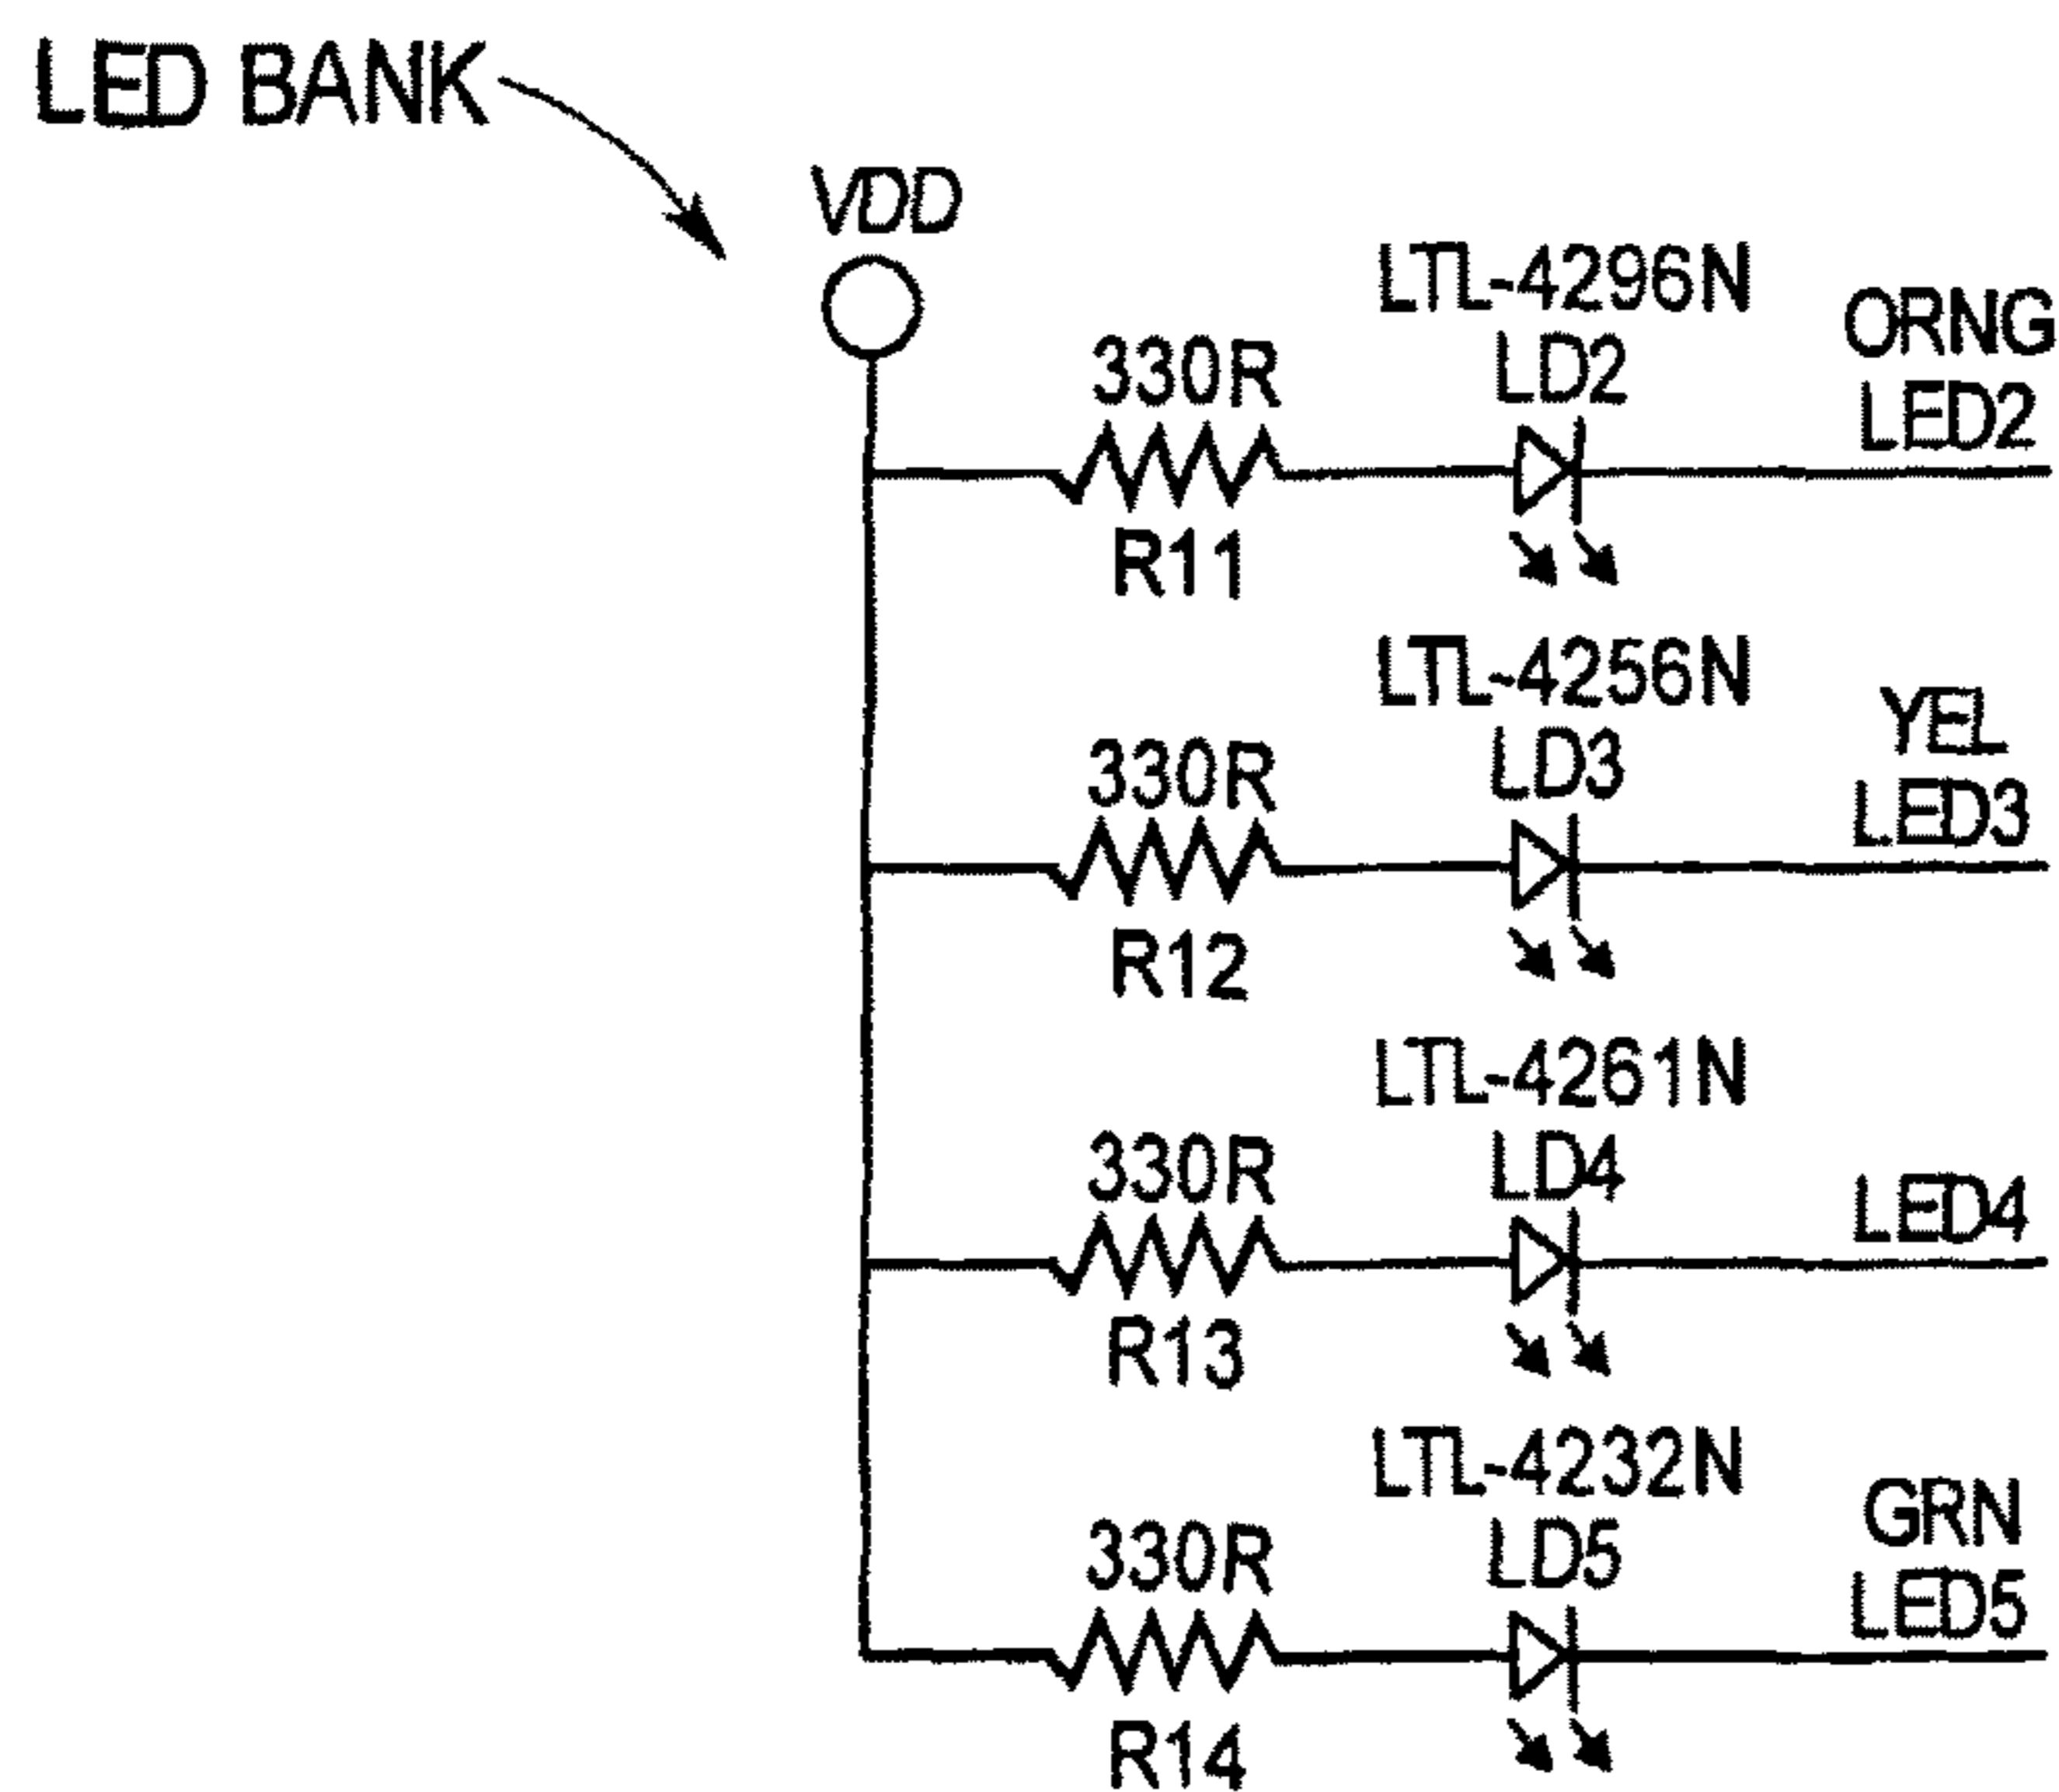 LED BANK
VDD
LTL-4296N
ORNG
330R
LD2
LED2
R11
LTL-4256N
YEL
330R
LD3
LED3
R12
LTL-4261N
330R
LD4
LED4
R13
LTL-4232N
GRN
330R
LD5
LED5
R14